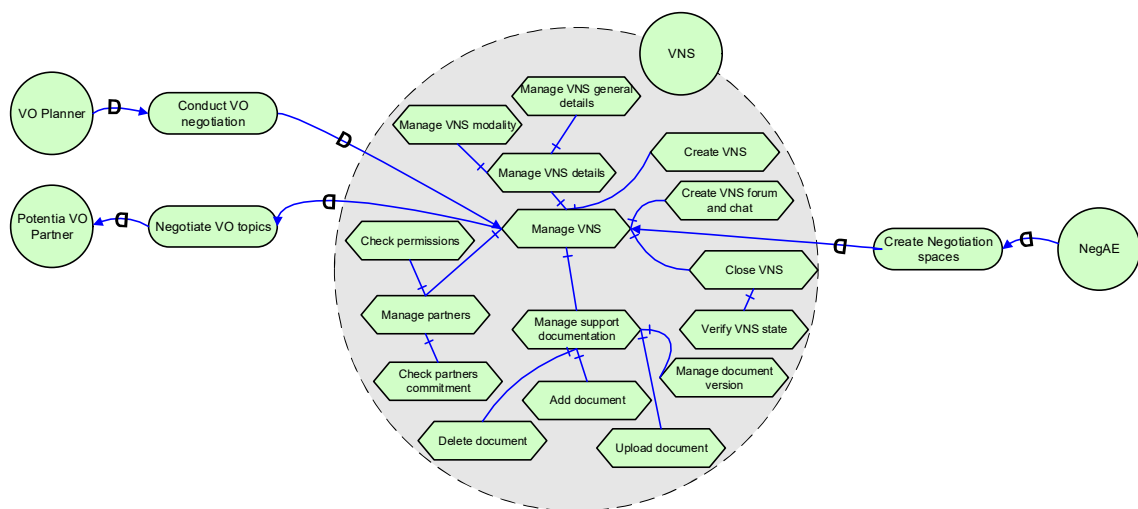 VNS
Manage VNS general
details
VO Planner
D
Conduct VO
negotiation
Manage VNS modality
D
Create VNS
Manage VNS details
Potentia VO
Partner
D
Negotiate VO topics
D
Create VNS forum
and chat
Manage VNS
Check permissions
D
Create Negotiation
spaces
D
NegAE
Close VNS
Manage partners
Manage support
documentation
Verify VNS state
Check partners
commitment
Manage document
version
Add document
Delete document
Upload document